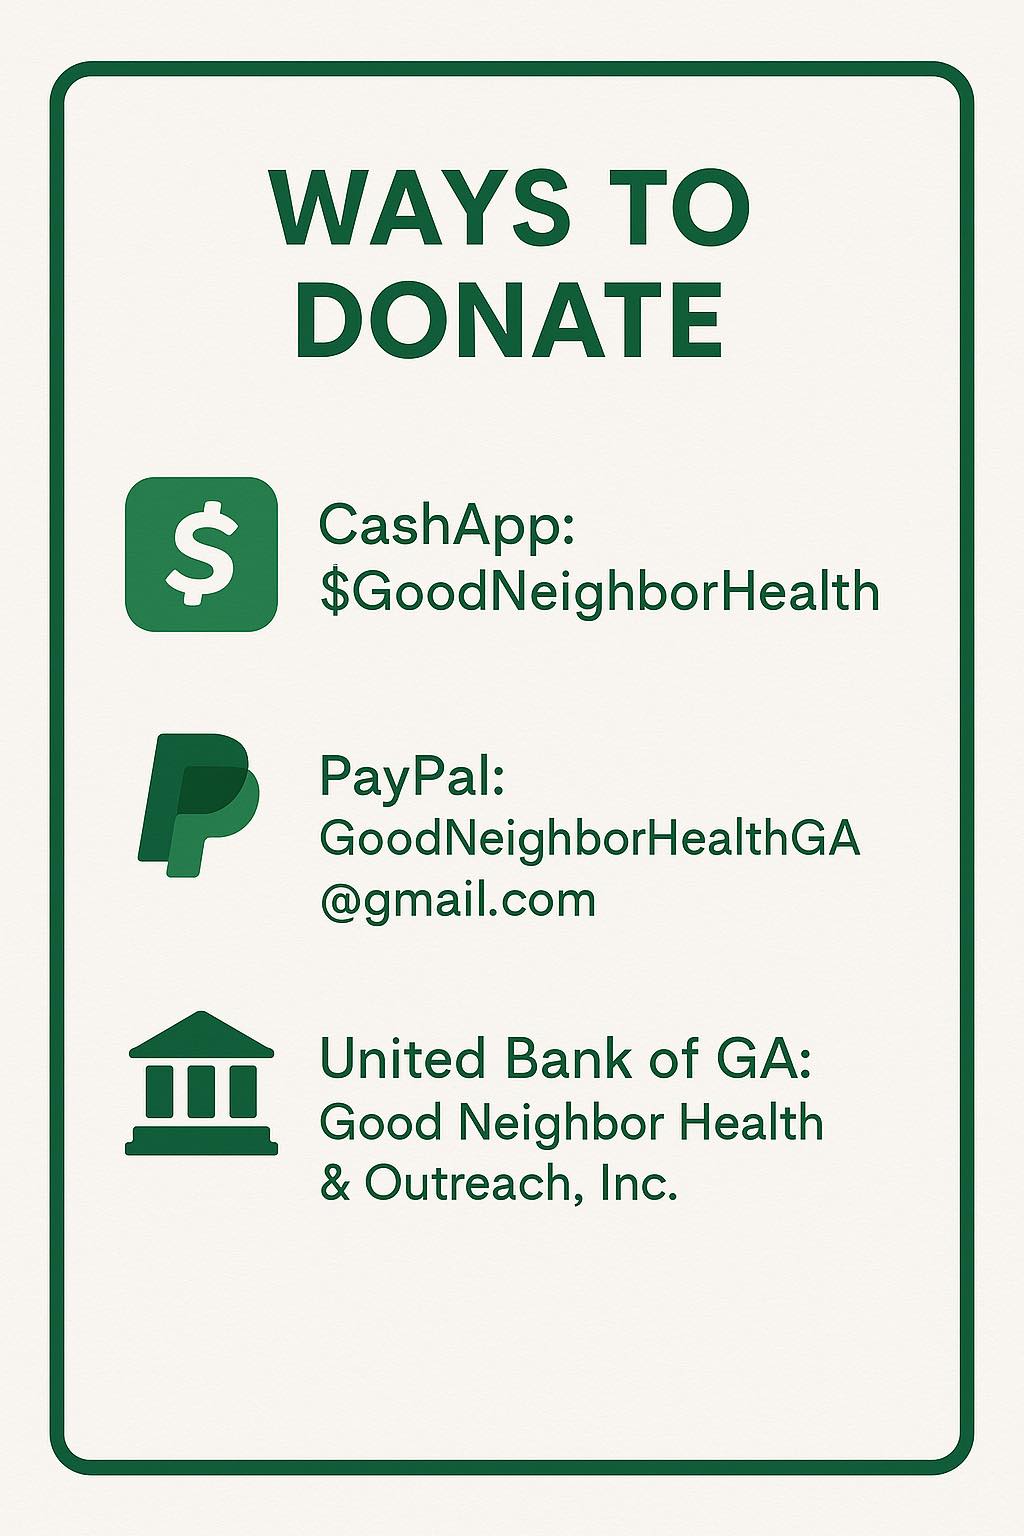 WAYS TO
DONATE
$
CashApp:
$GoodNeighborHealth
PayPal:
GoodNeighborHealthGA
@gmail.com
United Bank of GA:
Good Neighbor Health
& Outreach, Inc.